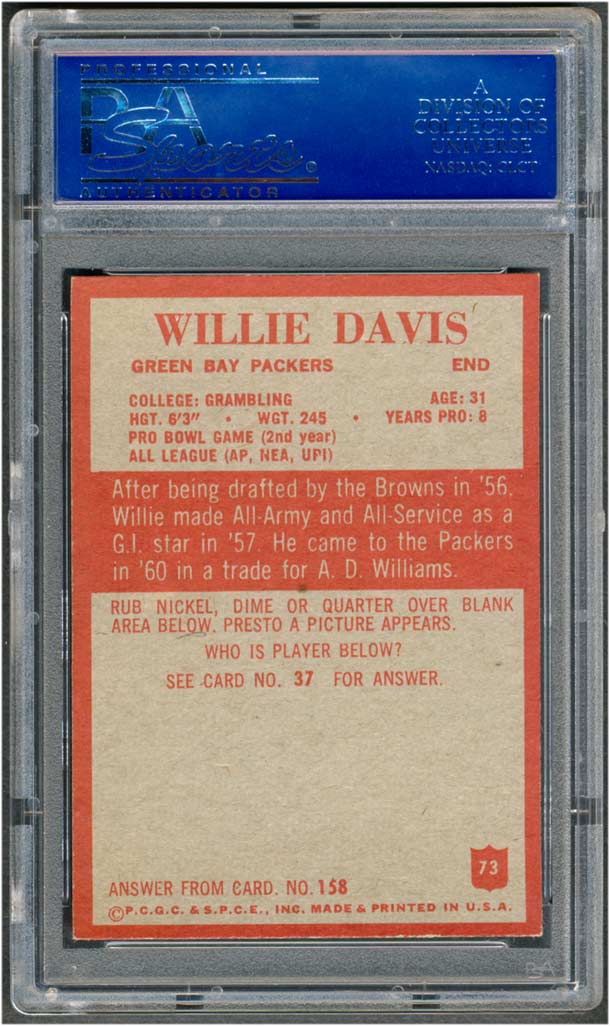 PROFESSIONAL
PSA
Sports
AUTHENTICATOR
A
DIVISION OF
COLLECTORS
UNIVERSE
NASDAQ: CLCT
WILLIE DAVIS
GREEN BAY PACKERS END
COLLEGE: GRAMBLING AGE: 31
HGT. 6'3" • WGT. 245 • YEARS PRO: 8
PRO BOWL GAME (2nd year)
ALL LEAGUE (AP, NEA, UPI)
After being drafted by the Browns in '56.
Willie made All-Army and All-Service as a
G.I. star in '57. He came to the Packers
in '60 in a trade for A. D. Williams.
RUB NICKEL, DIME OR QUARTER OVER BLANK
AREA BELOW. PRESTO A PICTURE APPEARS.
WHO IS PLAYER BELOW?
SEE CARD NO. 37 FOR ANSWER.
73
ANSWER FROM CARD. NO. 158
©P.C.G.C. & S.P.C.E., INC. MADE & PRINTED IN U.S.A.
PSA